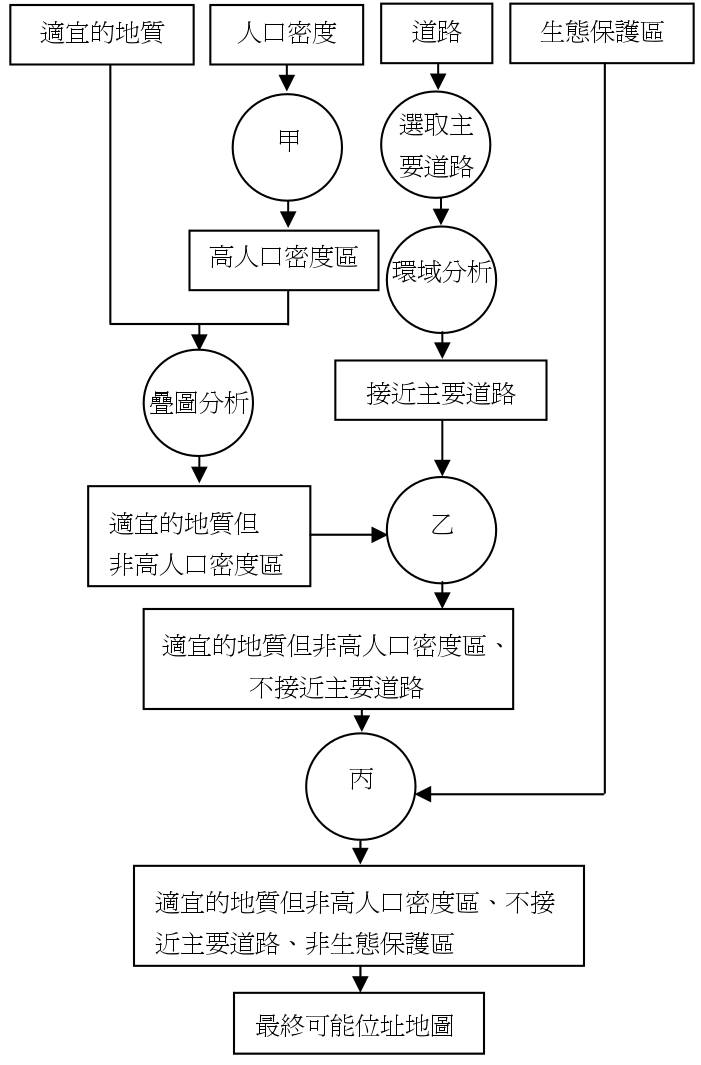 適宜的地質
人口密度
道路
生態保護區
甲
選取主
要道路
高人口密度區
環域分析
接近主要道路
疊圖分析
適宜的地質但
非高人口密度區
乙
適宜的地質但非高人口密度區、
不接近主要道路
丙
適宜的地質但非高人口密度區、不接
近主要道路、非生態保護區
最終可能位址地圖